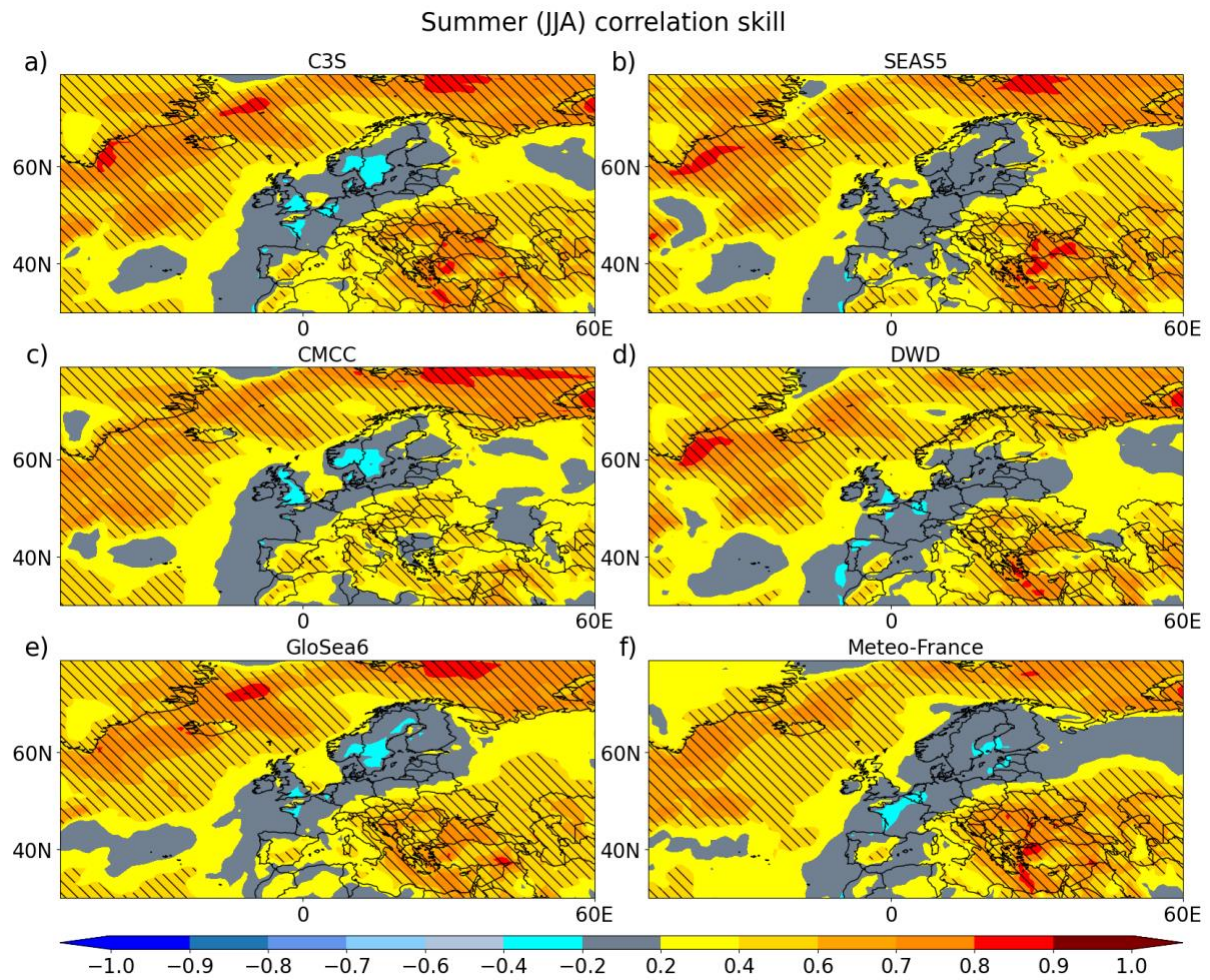 Summer (JJA) correlation skill
a)
C3S
b)
SEAS5
60N
60N
40N
40N
0
60E
0
60E
c)
CMCC
d)
DWD
60N
60N
40N
40N
0
60E
0
60E
e)
GloSea6
f)
Meteo-France
60N
60N
40N
40N
0
60E
0
60E
−1.0 −0.9 −0.8 −0.7 −0.6 −0.4 −0.2 0.2 0.4 0.6 0.7 0.8 0.9 1.0